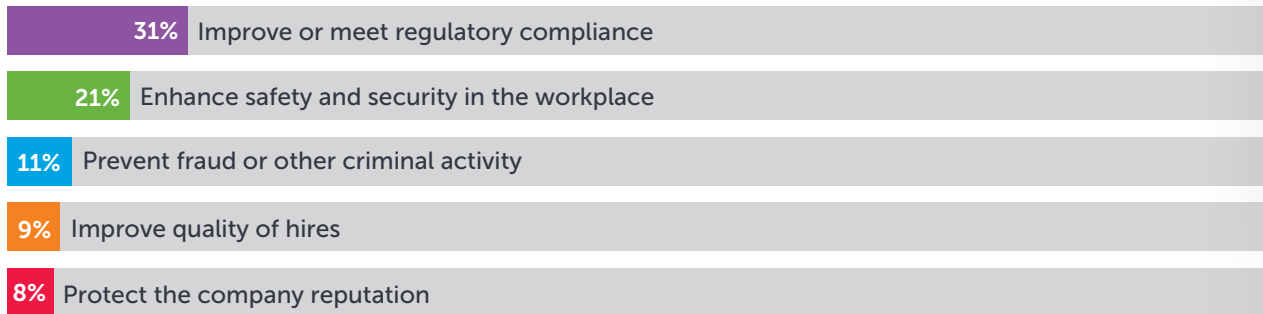 31% Improve or meet regulatory compliance
21% Enhance safety and security in the workplace
11% Prevent fraud or other criminal activity
9% Improve quality of hires
8% Protect the company reputation